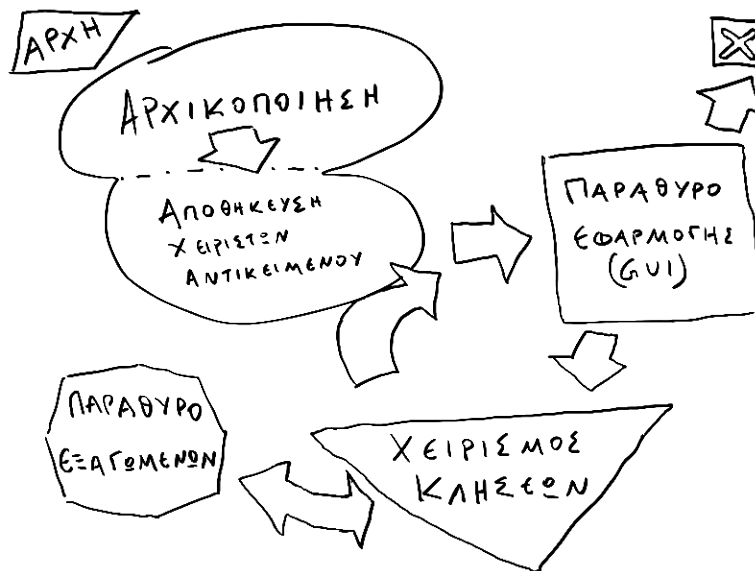 ΑΡΧΗ
ΑΡΧΙΚΟΠΟΙΗΣΗ
ΑΠΟΘΗΚΕΥΣΗ
ΧΕΙΡΙΣΤΩΝ
ΑΝΤΙΚΕΙΜΕΝΟΥ
ΠΑΡΑΘΥΡΟ
ΕΦΑΡΜΟΓΗΣ
(GUI)
ΧΕΙΡΙΣΜΟΣ
ΚΛΗΣΕΩΝ
ΠΑΡΑΘΥΡΟ
ΕΞΑΓΩΜΕΝΩΝ